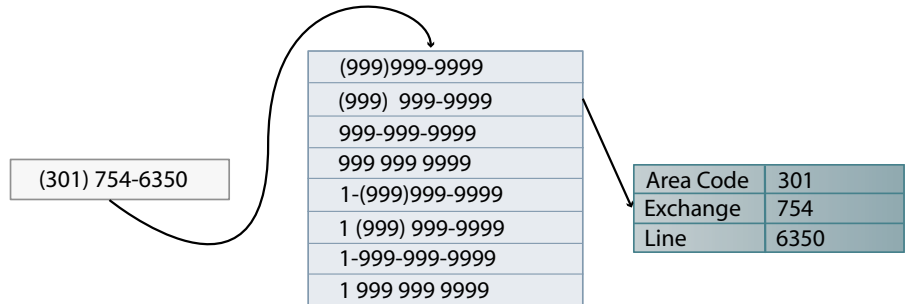 (301) 754-6350
(999)999-9999
(999)  999-9999
999-999-9999
999 999 9999
1-(999)999-9999
1 (999) 999-9999
1-999-999-9999
1 999 999 9999
Area Code 301
Exchange 754
Line 6350